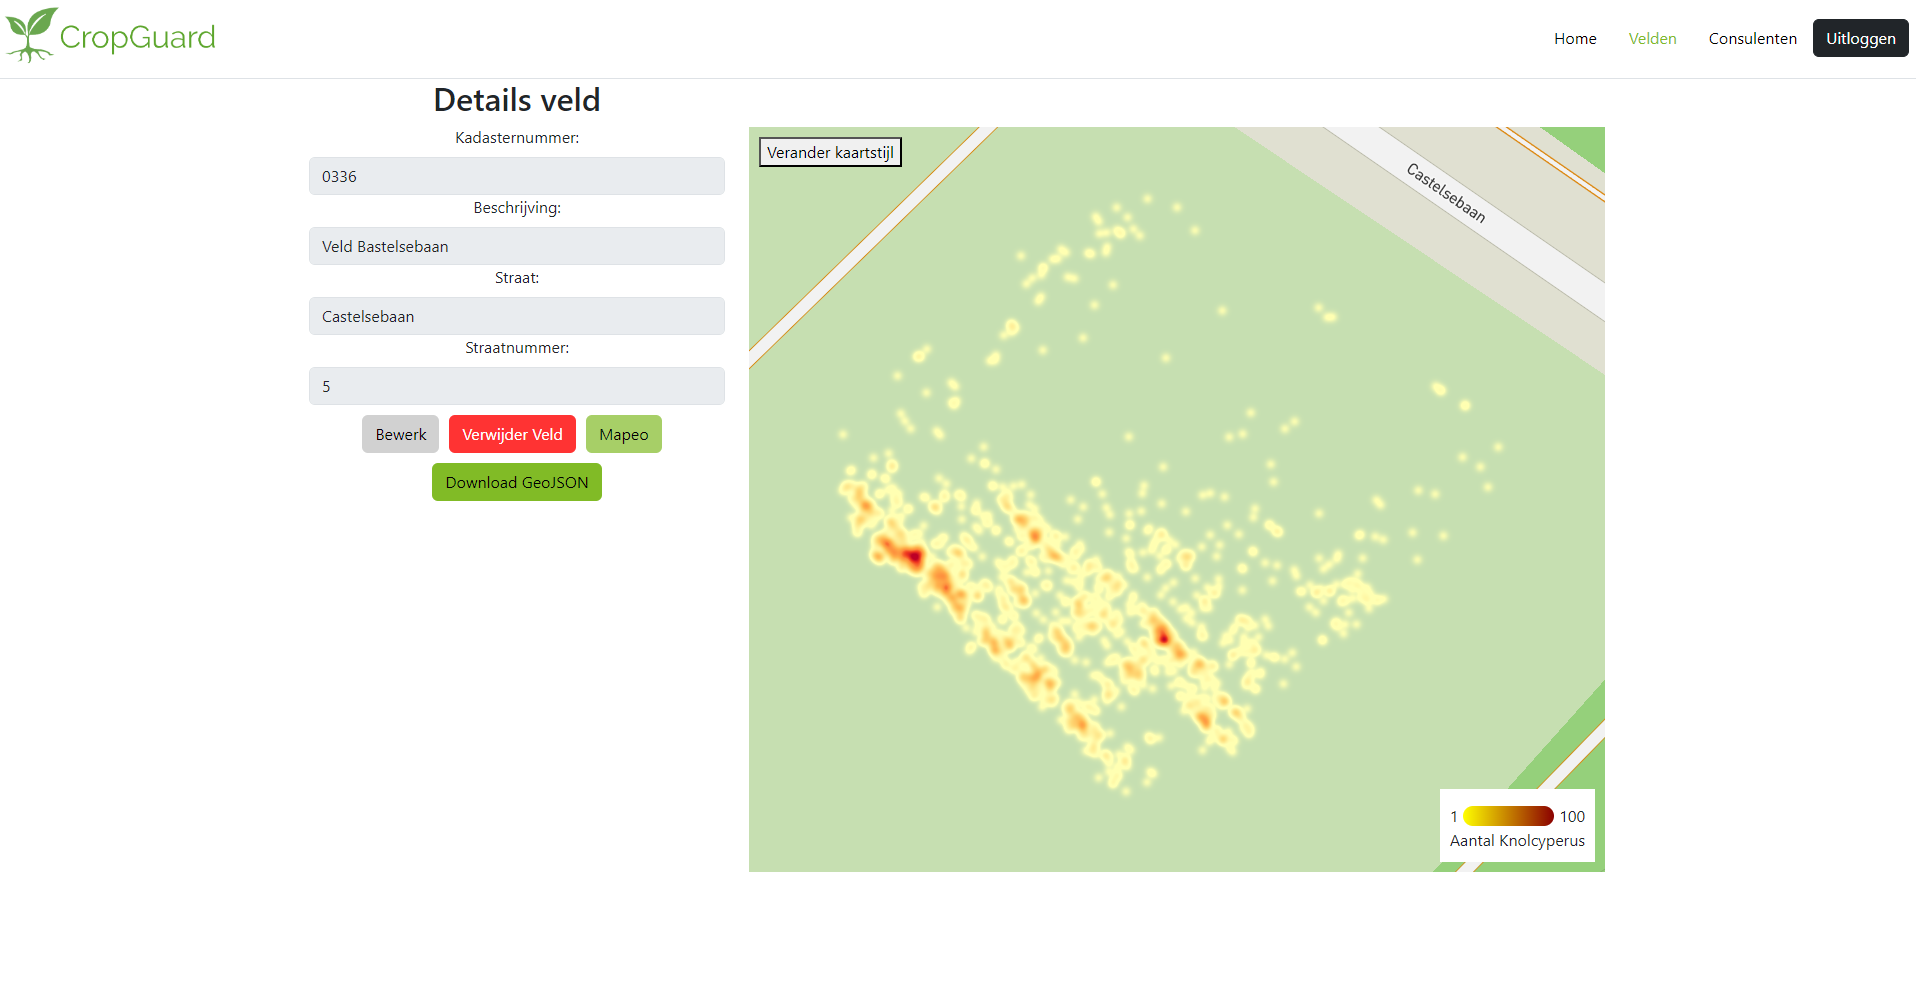 CropGuard
Home
Velden
Consulenten
Uitloggen
Details veld
Kadasternummer:
0336
Beschrijving:
Veld Bastelsebaan
Straat:
Castelsebaan
Straatnummer:
5
Bewerk
Verwijder Veld
Mapeo
Download GeoJSON
Verander kaartstijl
Castelsebaan
1 100
Aantal Knolcyperus